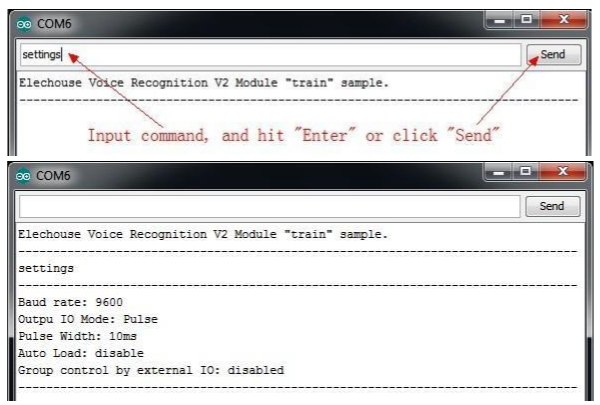 COM6
settings
Send
Elechouse Voice Recognition V2 Module "train" sample.
Input command, and hit "Enter" or click "Send"
COM6
Send
Elechouse Voice Recognition V2 Module "train" sample.
settings
Baud rate: 9600
Outpu IO Mode: Pulse
Pulse Width: 10ms
Auto Load: disable
Group control by external IO: disabled